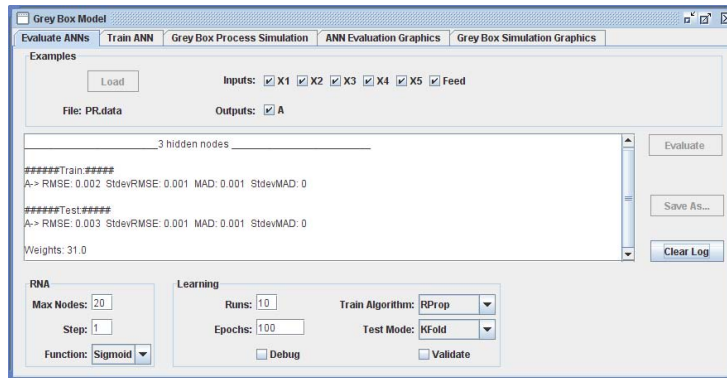 Grey Box Model
Evaluate ANNs Train ANN Grey Box Process Simulation ANN Evaluation Graphics Grey Box Simulation Graphics
Examples
Load Inputs: X1 X2 X3 X4 X5 Feed
File: PR.data Outputs: A
____________________3 hidden nodes ____________________
######Train:#####
A-> RMSE: 0.002 StdevRMSE: 0.001 MAD: 0.001 StdevMAD: 0
######Test:#####
A-> RMSE: 0.003 StdevRMSE: 0.001 MAD: 0.001 StdevMAD: 0
Weights: 31.0
Evaluate
Save As...
Clear Log
RNA
Max Nodes: 20
Step: 1
Function: Sigmoid
Learning
Runs: 10 Train Algorithm: RProp
Epochs: 100 Test Mode: KFold
Debug Validate